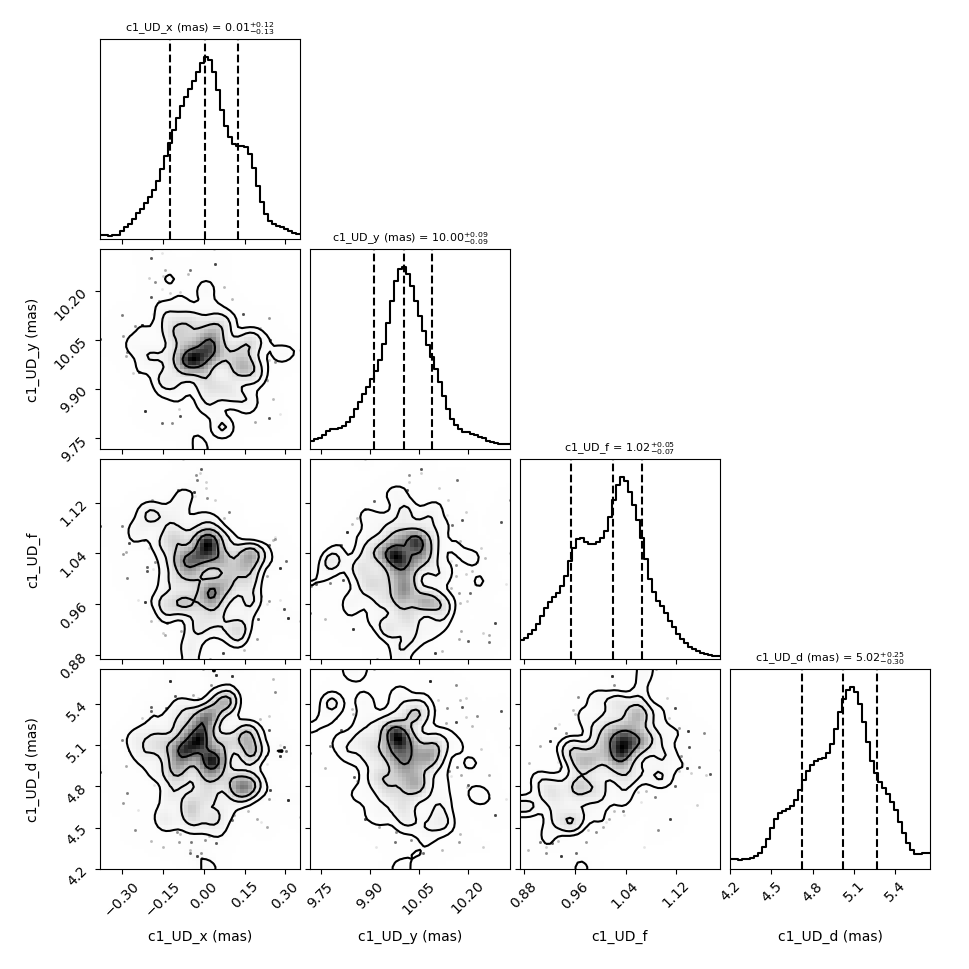 c1_UD_x (mas) = 0.01+0.12 −0.13
c1_UD_y (mas) = 10.00+0.09 −0.09
10.20
10.05
9.90
9.75
c1_UD_y (mas)
c1_UD_f = 1.02+0.05 −0.07
1.12
1.04
0.96
0.88
c1_UD_f
c1_UD_d (mas) = 5.02+0.25 −0.30
5.4
5.1
4.8
4.5
4.2
c1_UD_d (mas)
−0.30 −0.15 0.00 0.15 0.30 9.75 9.90 10.05 10.20 0.88 0.96 1.04 1.12 4.2 4.5 4.8 5.1 5.4
c1_UD_x (mas) c1_UD_y (mas) c1_UD_f c1_UD_d (mas)